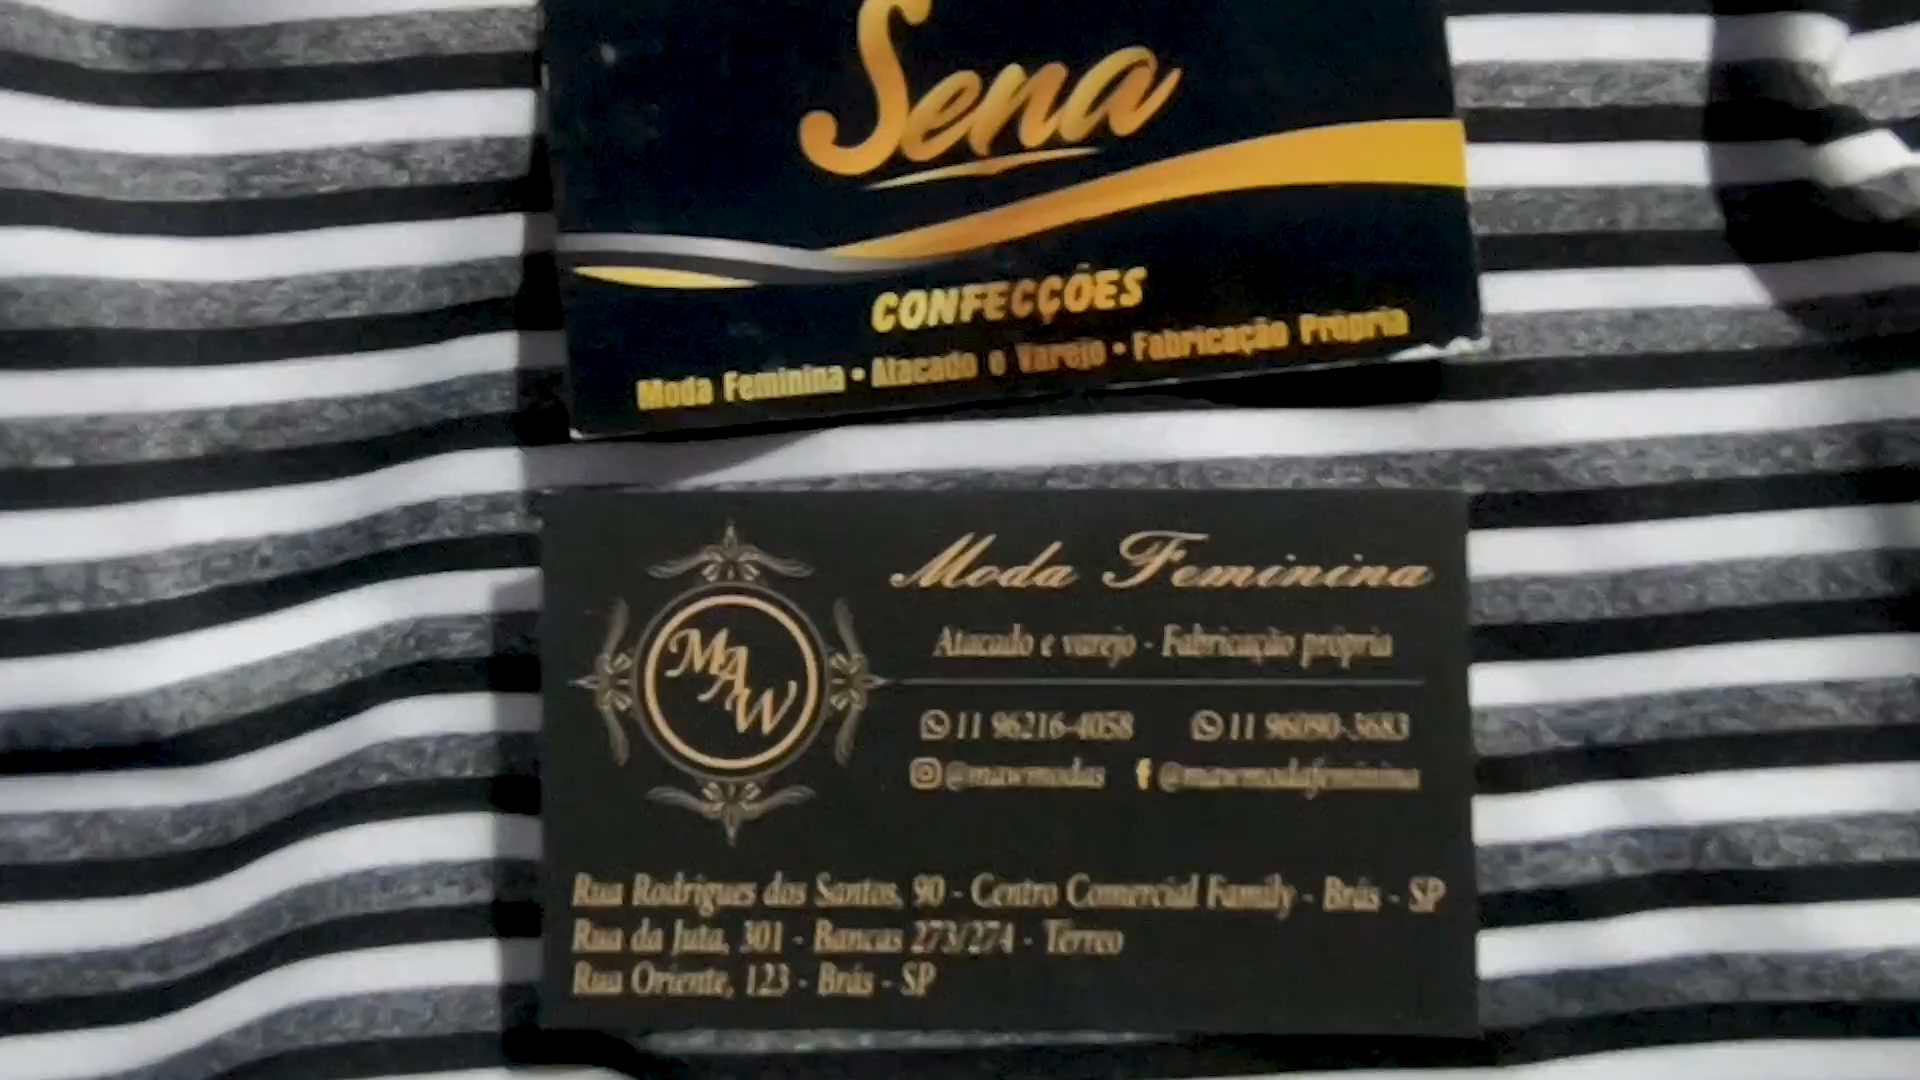 Sena
CONFECÇÕES
Moda Feminina • Atacado e Varejo • Fabricação Própria
Moda Feminina
Atacado e varejo - Fabricação própria
MAW
11 96216-4058 11 96090-3683
@mawmodas @mawmodafeminina
Rua Rodrigues dos Santos, 90 - Centro Comercial Family - Brás - SP
Rua da Juta, 301 - Bancas 273/274 - Térreo
Rua Oriente, 123 - Brás - SP